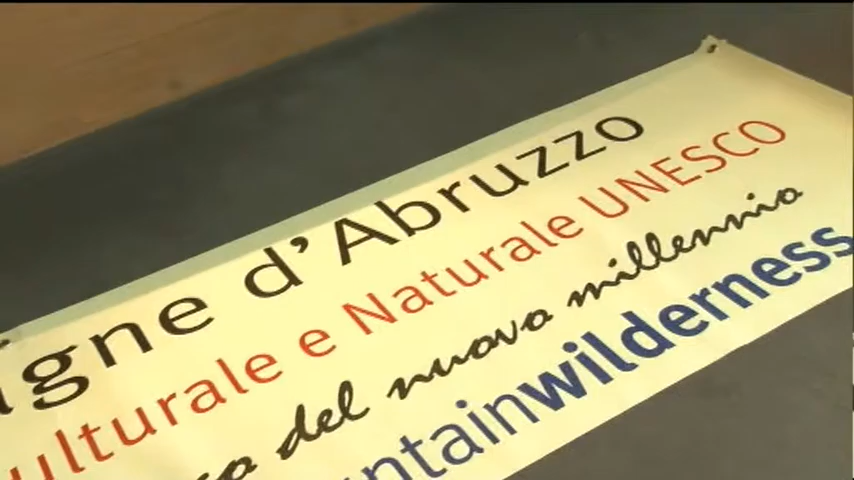 igne d'Abruzzo
ulturale e Naturale UNESCO
del nuovo millennio
ntainwilderness